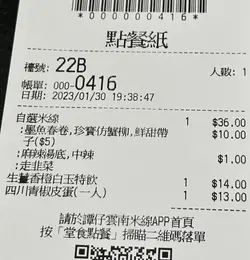 *000000000416*
點餐紙
檯號: 22B 人數: 1
帳單: 000-0416
日期: 2023/01/30 19:38:47
自選米線 1 $36.00
:墨魚春卷,珍寶仿蟹柳,鮮甜帶 $10.00
子($5)
:麻辣湯底,中辣 $1.00
:走韭菜
生薑香橙白玉特飲 1 $14.00
四川青椒皮蛋(一人) 1 $13.00
請於譚仔雲南米線APP首頁
按「堂食點餐」掃瞄二維碼落單